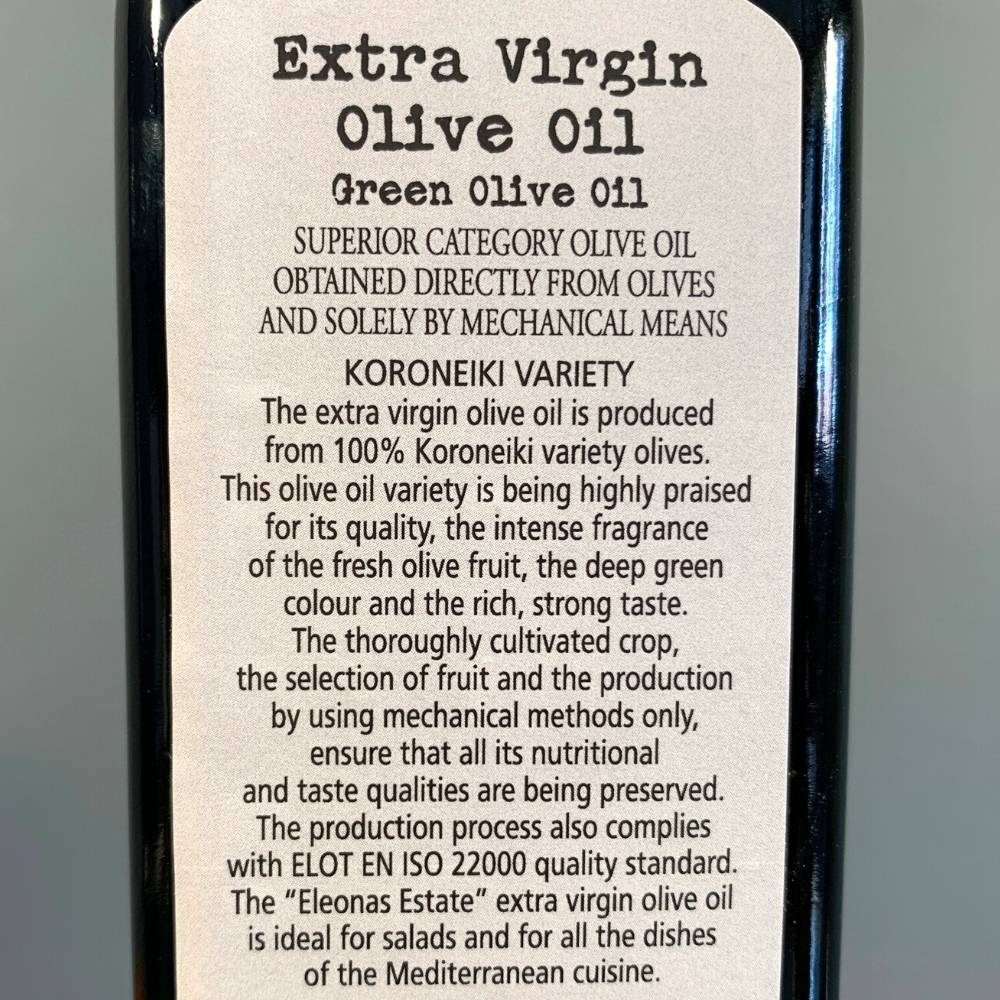 Extra Virgin
Olive Oil
Green Olive Oil
SUPERIOR CATEGORY OLIVE OIL
OBTAINED DIRECTLY FROM OLIVES
AND SOLELY BY MECHANICAL MEANS
KORONEIKI VARIETY
The extra virgin olive oil is produced
from 100% Koroneiki variety olives.
This olive oil variety is being highly praised
for its quality, the intense fragrance
of the fresh olive fruit, the deep green
colour and the rich, strong taste.
The thoroughly cultivated crop,
the selection of fruit and the production
by using mechanical methods only,
ensure that all its nutritional
and taste qualities are being preserved.
The production process also complies
with ELOT EN ISO 22000 quality standard.
The “Eleonas Estate” extra virgin olive oil
is ideal for salads and for all the dishes
of the Mediterranean cuisine.